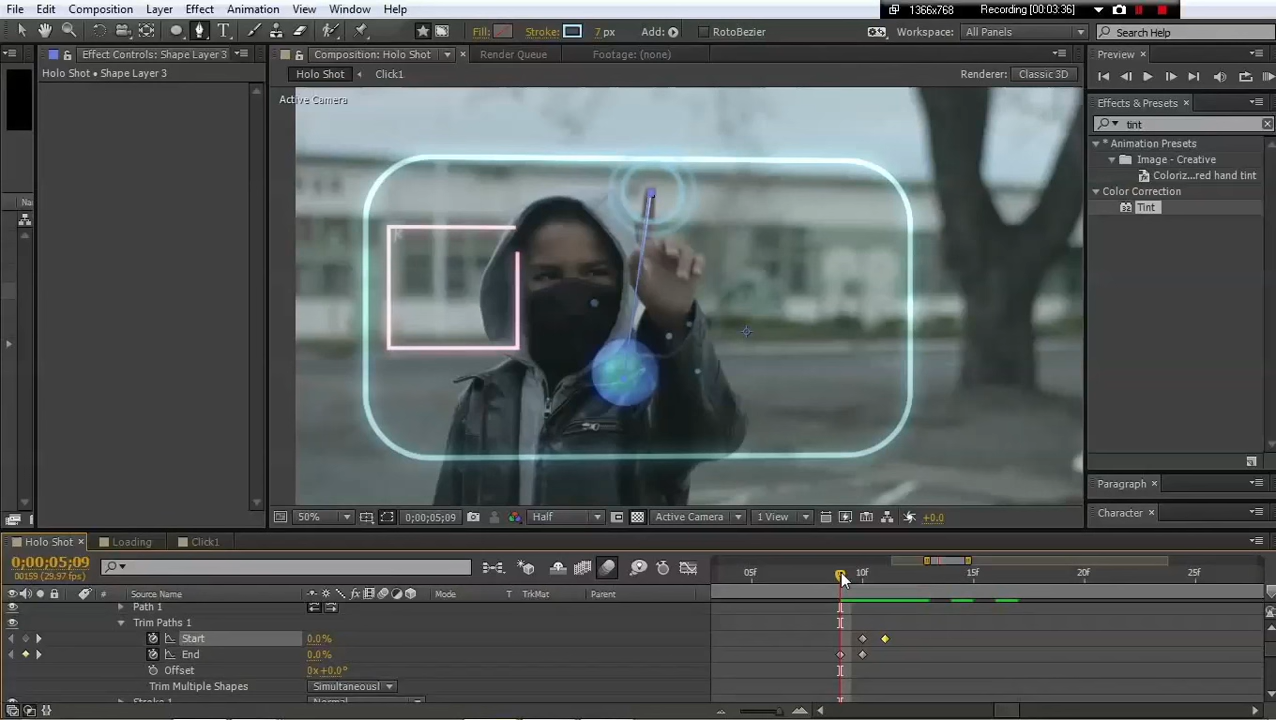 File Edit Composition Layer Effect Animation View Window Help
1366x768 Recording [00:03:36]
Fill: Stroke: 7 px Add: RotoBezier Workspace: All Panels Search Help
Effect Controls: Shape Layer 3 Composition: Holo Shot Render Queue Footage: (none) Preview
Holo Shot • Shape Layer 3 Holo Shot Click1 Renderer: Classic 3D
Active Camera
Effects & Presets
tint
Animation Presets
Image - Creative
Coloriz...red hand tint
Color Correction
Tint
Paragraph
Character
50% 0;00;05;09 Half Active Camera 1 View +0.0
Holo Shot Loading Click1
0;00;05;09
00159 (29.97 fps)
05f 10f 15f 20f 25f
# Source Name Mode T TrkMat Parent
Path 1
Trim Paths 1
Start 0.0%
End 0.0%
Offset 0x+0.0°
Trim Multiple Shapes Simultaneousl